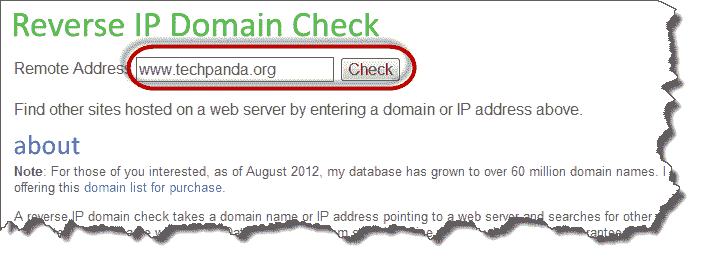 Reverse IP Domain Check
Remote Address www.techpanda.org Check
Find other sites hosted on a web server by entering a domain or IP address above.
about
Note: For those of you interested, as of August 2012, my database has grown to over 60 million domain names. I
offering this domain list for purchase.
A reverse IP domain check takes a domain name or IP address pointing to a web server and searches for other